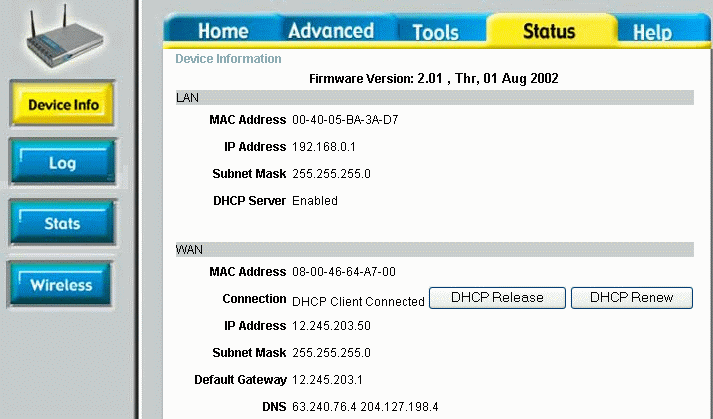 Home Advanced Tools Status Help
Device Information
Firmware Version: 2.01 , Thr, 01 Aug 2002
Device Info
LAN
MAC Address 00-40-05-BA-3A-D7
IP Address 192.168.0.1
Log
Subnet Mask 255.255.255.0
DHCP Server Enabled
Stats
WAN
MAC Address 08-00-46-64-A7-00
Wireless
Connection DHCP Client Connected DHCP Release DHCP Renew
IP Address 12.245.203.50
Subnet Mask 255.255.255.0
Default Gateway 12.245.203.1
DNS 63.240.76.4 204.127.198.4